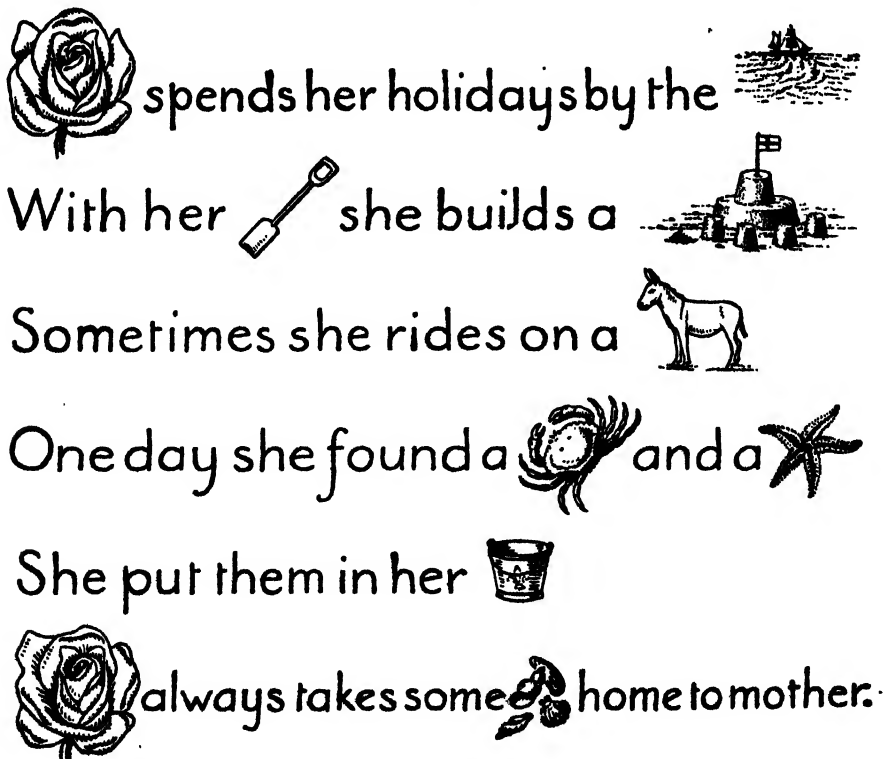 spends her holidays by the
With her she builds a
Sometimes she rides on a
One day she found a and a
She put them in her
always takes some home to mother.